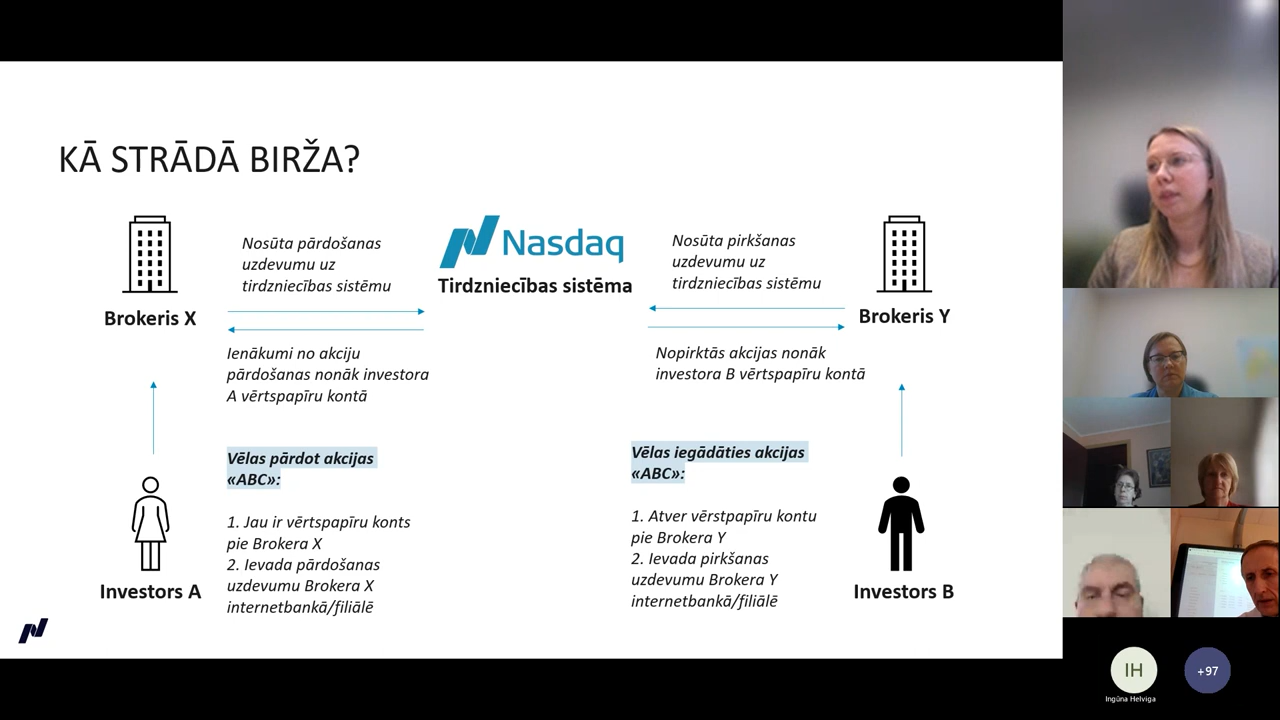 KĀ STRĀDĀ BIRŽA?
Nosūta pārdošanas
uzdevumu uz
tirdzniecības sistēmu
Nasdaq
Tirdzniecības sistēma
Nosūta pirkšanas
uzdevumu uz
tirdzniecības sistēmu
Brokeris X
Brokeris Y
Ienākumi no akciju
pārdošanas nonāk investora
A vērtspapīru kontā
Nopirktās akcijas nonāk
investora B vērtspapīru kontā
Vēlas pārdot akcijas
«ABC»:
1. Jau ir vērtspapīru konts
pie Brokera X
2. Ievada pārdošanas
uzdevumu Brokera X
internetbankā/filiālē
Investors A
Vēlas iegādāties akcijas
«ABC»:
1. Atver vērstpapīru kontu
pie Brokera Y
2. Ievada pirkšanas
uzdevumu Brokera Y
internetbankā/filiālē
Investors B
IH
Ingūna Helviga
+97